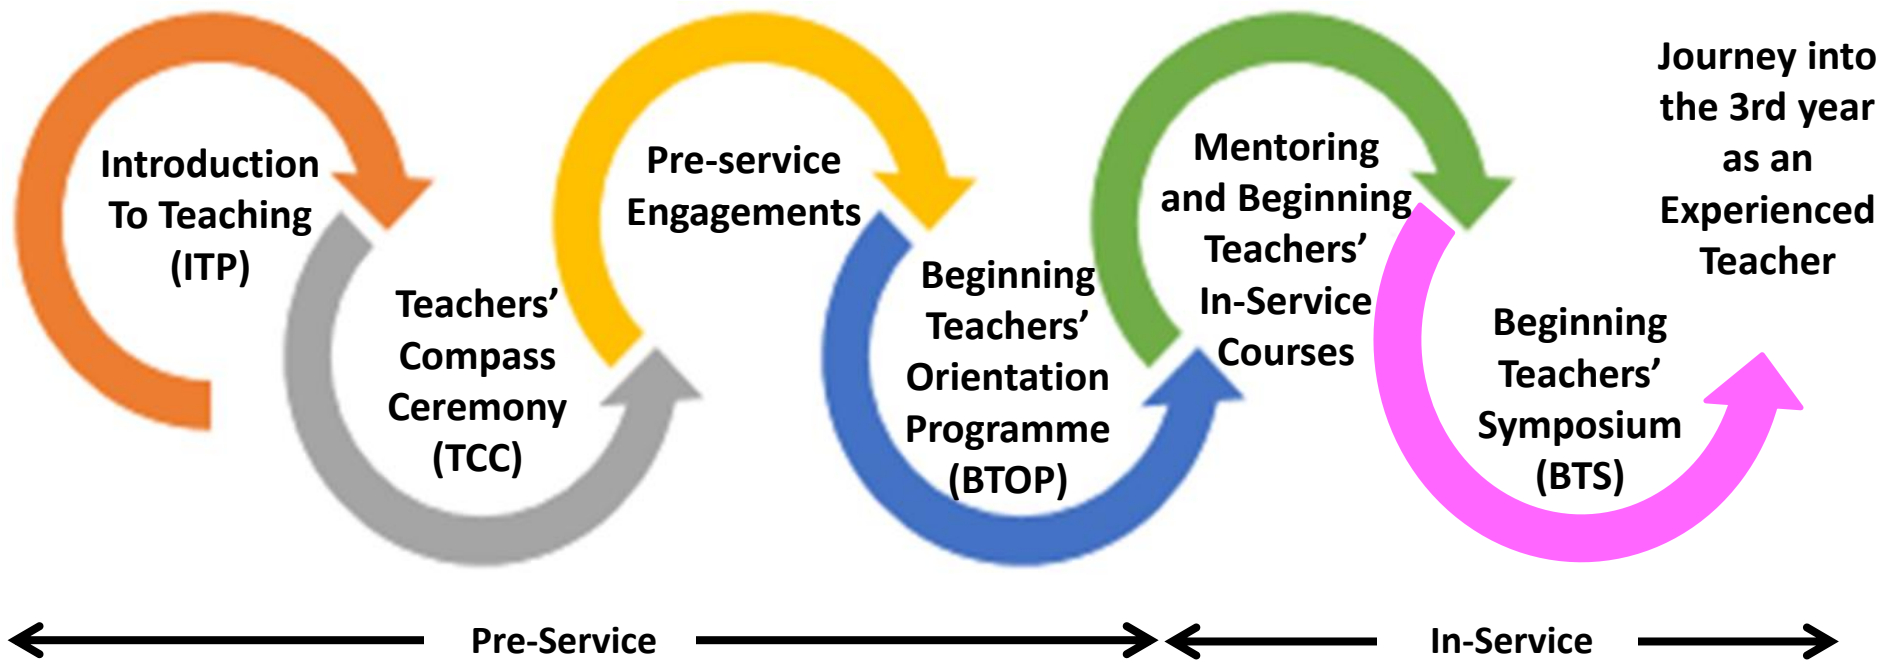 Introduction
To Teaching
(ITP)
Teachers’
Compass
Ceremony
(TCC)
Pre-service
Engagements
Beginning
Teachers’
Orientation
Programme
(BTOP)
Mentoring
and Beginning
Teachers’
In-Service
Courses
Beginning
Teachers’
Symposium
(BTS)
Journey into
the 3rd year
as an
Experienced
Teacher
Pre-Service
In-Service